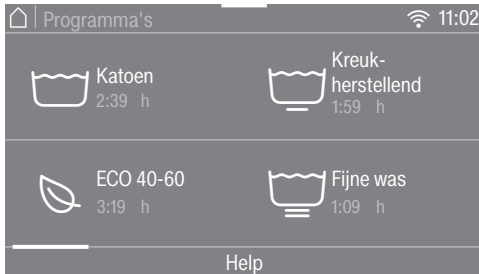 Programma's
11:02
Katoen
2:39 h
Kreuk-
herstellend
1:59 h
ECO 40-60
3:19 h
Fijne was
1:09 h
Help